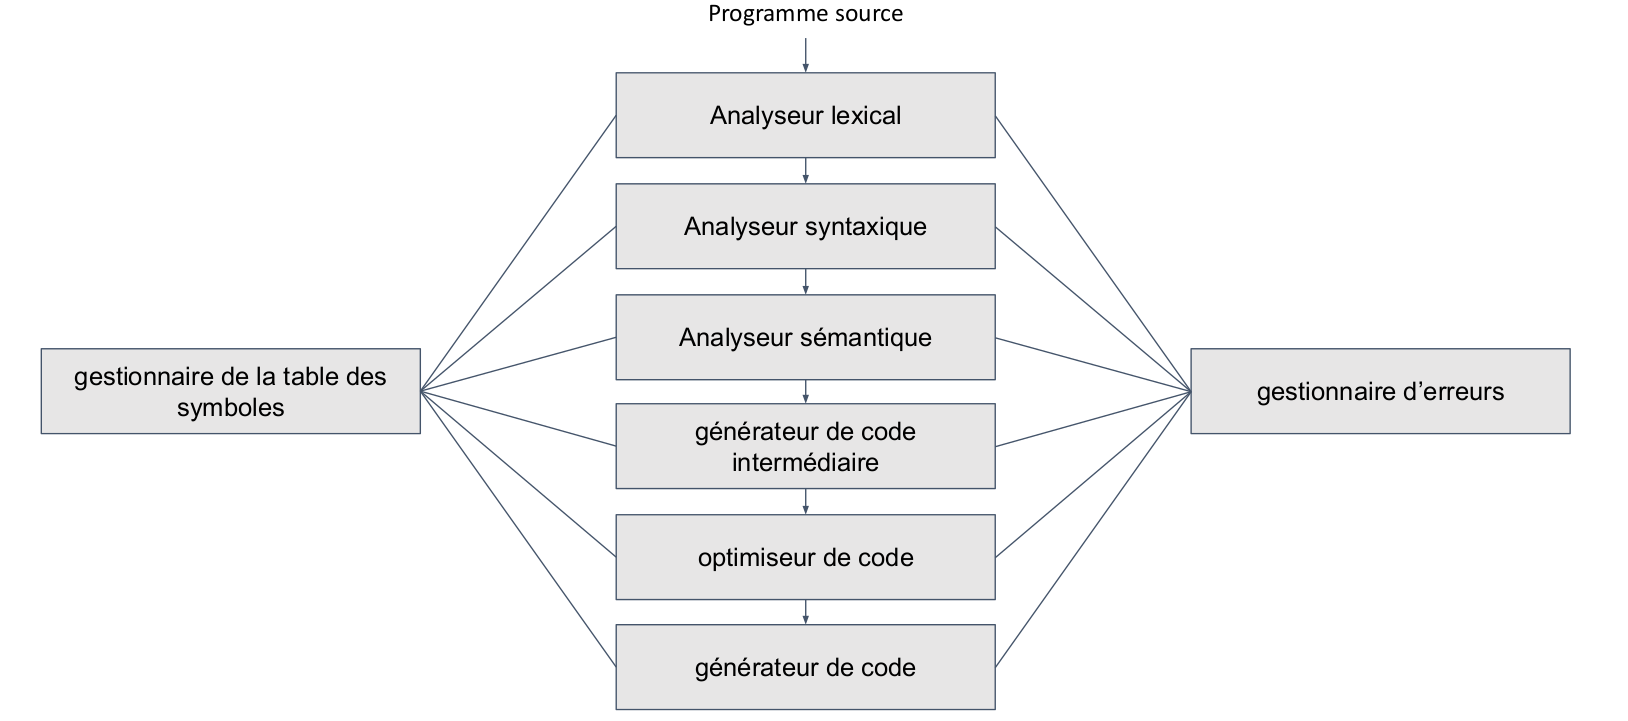 Programme source
Analyseur lexical
Analyseur syntaxique
Analyseur sémantique
gestionnaire de la table des
symboles
gestionnaire d’erreurs
générateur de code
intermédiaire
optimiseur de code
générateur de code